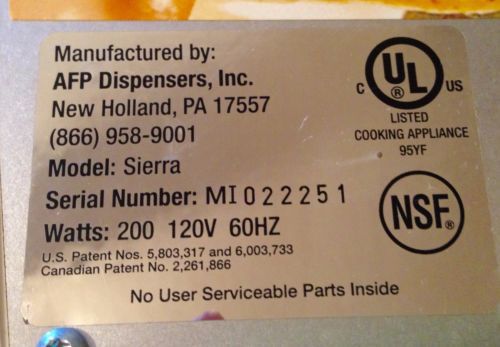 Manufactured by:
AFP Dispensers, Inc.
New Holland, PA 17557
(866) 958-9001
Model: Sierra
Serial Number: MI022251
Watts: 200 120V 60HZ
U.S. Patent Nos. 5,803,317 and 6,003,733
Canadian Patent No. 2,261,866
No User Serviceable Parts Inside
C UL ® US
LISTED
COOKING APPLIANCE
95YF
NSF®